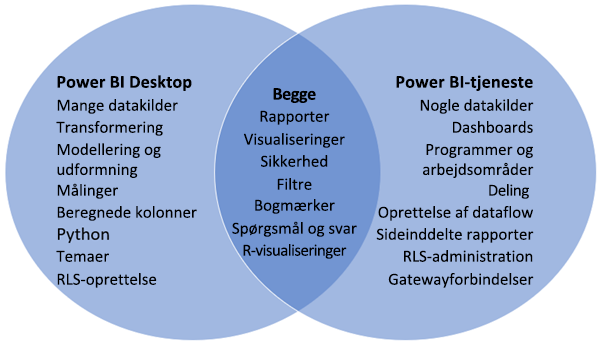 Power BI Desktop
Mange datakilder
Transformering
Modellering og
udformning
Målinger
Beregnede kolonner
Python
Temaer
RLS-oprettelse
Begge
Rapporter
Visualiseringer
Sikkerhed
Filtre
Bogmærker
Spørgsmål og svar
R-visualiseringer
Power BI-tjeneste
Nogle datakilder
Dashboards
Programmer og
arbejdsområder
Deling
Oprettelse af dataflow
Sideinddelte rapporter
RLS-administration
Gatewayforbindelser